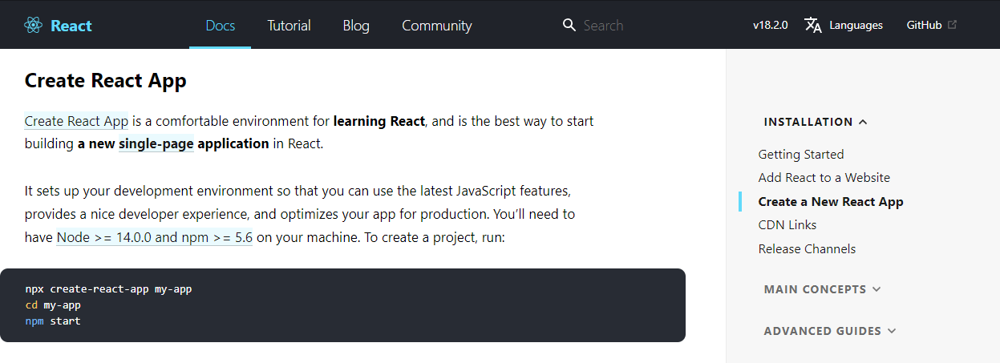 React Docs Tutorial Blog Community Search v18.2.0 Languages GitHub
Create React App
Create React App is a comfortable environment for learning React, and is the best way to start
building a new single-page application in React.
It sets up your development environment so that you can use the latest JavaScript features,
provides a nice developer experience, and optimizes your app for production. You’ll need to
have Node >= 14.0.0 and npm >= 5.6 on your machine. To create a project, run:
npx create-react-app my-app
cd my-app
npm start
INSTALLATION
Getting Started
Add React to a Website
Create a New React App
CDN Links
Release Channels
MAIN CONCEPTS
ADVANCED GUIDES